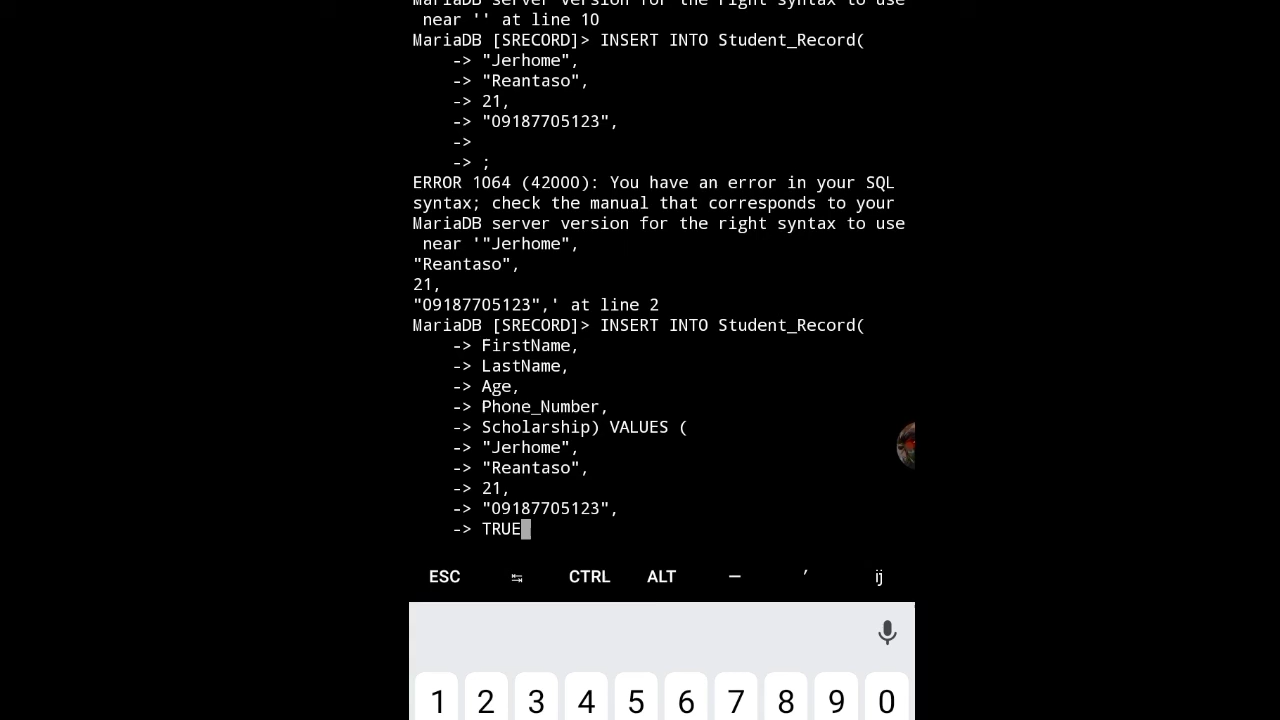 MariaDB server version for the right syntax to use
near '' at line 10
MariaDB [SRECORD]> INSERT INTO Student_Record(
-> "Jerhome",
-> "Reantaso",
-> 21,
-> "09187705123",
->
-> ;
ERROR 1064 (42000): You have an error in your SQL
syntax; check the manual that corresponds to your
MariaDB server version for the right syntax to use
near '"Jerhome",
"Reantaso",
21,
"09187705123",' at line 2
MariaDB [SRECORD]> INSERT INTO Student_Record(
-> FirstName,
-> LastName,
-> Age,
-> Phone_Number,
-> Scholarship) VALUES (
-> "Jerhome",
-> "Reantaso",
-> 21,
-> "09187705123",
-> TRUE
ESC ↹ CTRL ALT – ′ ij
1 2 3 4 5 6 7 8 9 0